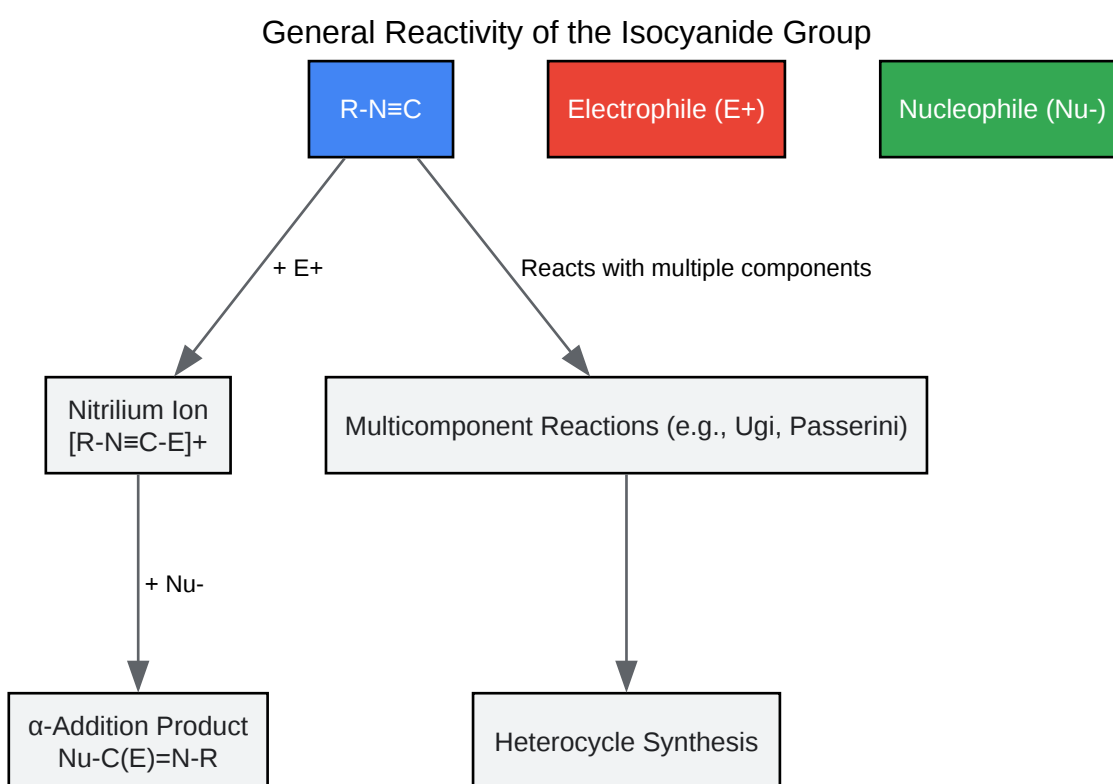 General Reactivity of the Isocyanide Group
R-N≡C
Electrophile (E+)
Nucleophile (Nu-)
+ E+
Reacts with multiple components
Nitrilium Ion
[R-N≡C-E]+
Multicomponent Reactions (e.g., Ugi, Passerini)
+ Nu-
α-Addition Product
Nu-C(E)=N-R
Heterocycle Synthesis